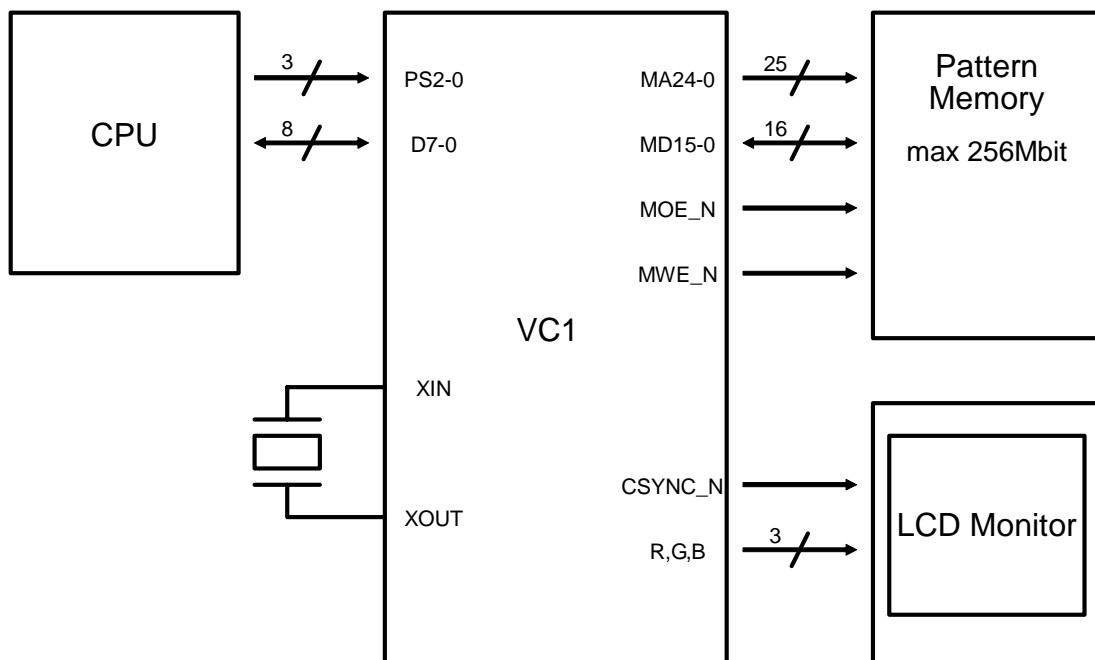 3
25
PS2-0
MA24-0
Pattern
Memory
CPU
8
16
D7-0
MD15-0
max 256Mbit
MOE_N
MWE_N
VC1
XIN
CSYNC_N
XOUT
LCD Monitor
3
R,G,B